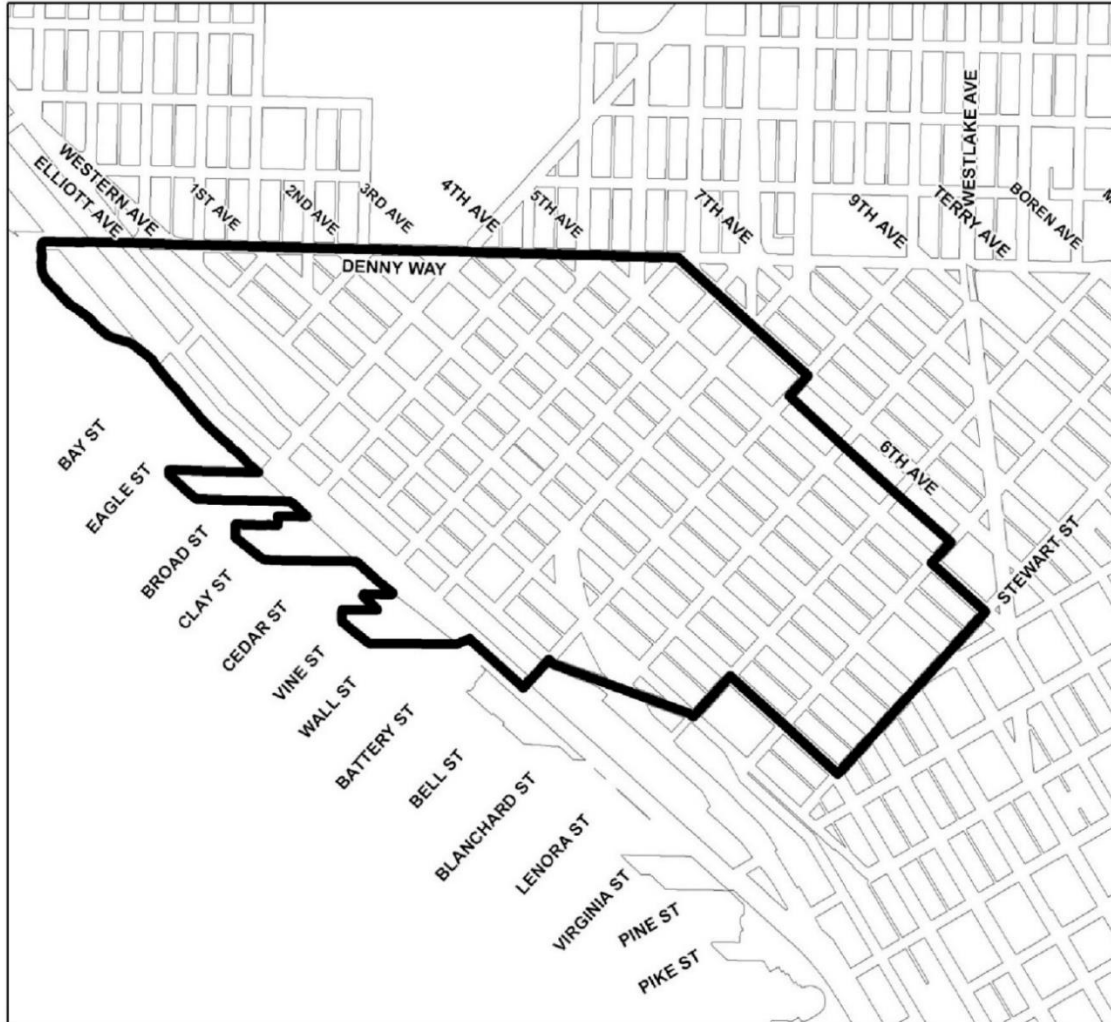 WESTLAKE AVE
WESTERN AVE
ELLIOTT AVE
1ST AVE
2ND AVE
3RD AVE
4TH AVE
5TH AVE
7TH AVE
9TH AVE
TERRY AVE
BOREN AVE
DENNY WAY
BAY ST
EAGLE ST
6TH AVE
BROAD ST
STEWART ST
CLAY ST
CEDAR ST
VINE ST
WALL ST
BATTERY ST
BELL ST
BLANCHARD ST
LENORA ST
VIRGINIA ST
PINE ST
PIKE ST